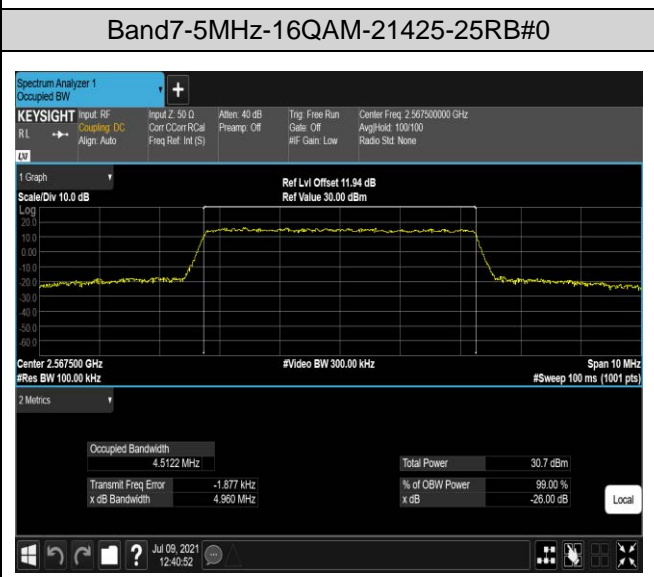 Band7-5MHz-16QAM-21425-25RB#0
Spectrum Analyzer 1
Occupied BW
+
KEYSIGHT Input: RF Input Z: 50 Ω Atten: 40 dB Trig: Free Run Center Freq: 2.567500000 GHz
RL Coupling: DC Corr CCorr RCal Preamp: Off Gate: Off Avg|Hold: 100/100
Align: Auto Freq Ref: Int (S) #IF Gain: Low Radio Std: None
LXI
1 Graph
Ref Lvl Offset 11.94 dB
Scale/Div 10.0 dB Ref Value 30.00 dBm
Log
20.0
10.0
0.00
-10.0
-20.0
-30.0
-40.0
-50.0
-60.0
Center 2.567500 GHz #Video BW 300.00 kHz Span 10 MHz
#Res BW 100.00 kHz #Sweep 100 ms (1001 pts)
2 Metrics
Occupied Bandwidth
4.5122 MHz Total Power 30.7 dBm
Transmit Freq Error -1.877 kHz % of OBW Power 99.00 %
x dB Bandwidth 4.960 MHz x dB -26.00 dB
Local
? Jul 09, 2021
12:40:52